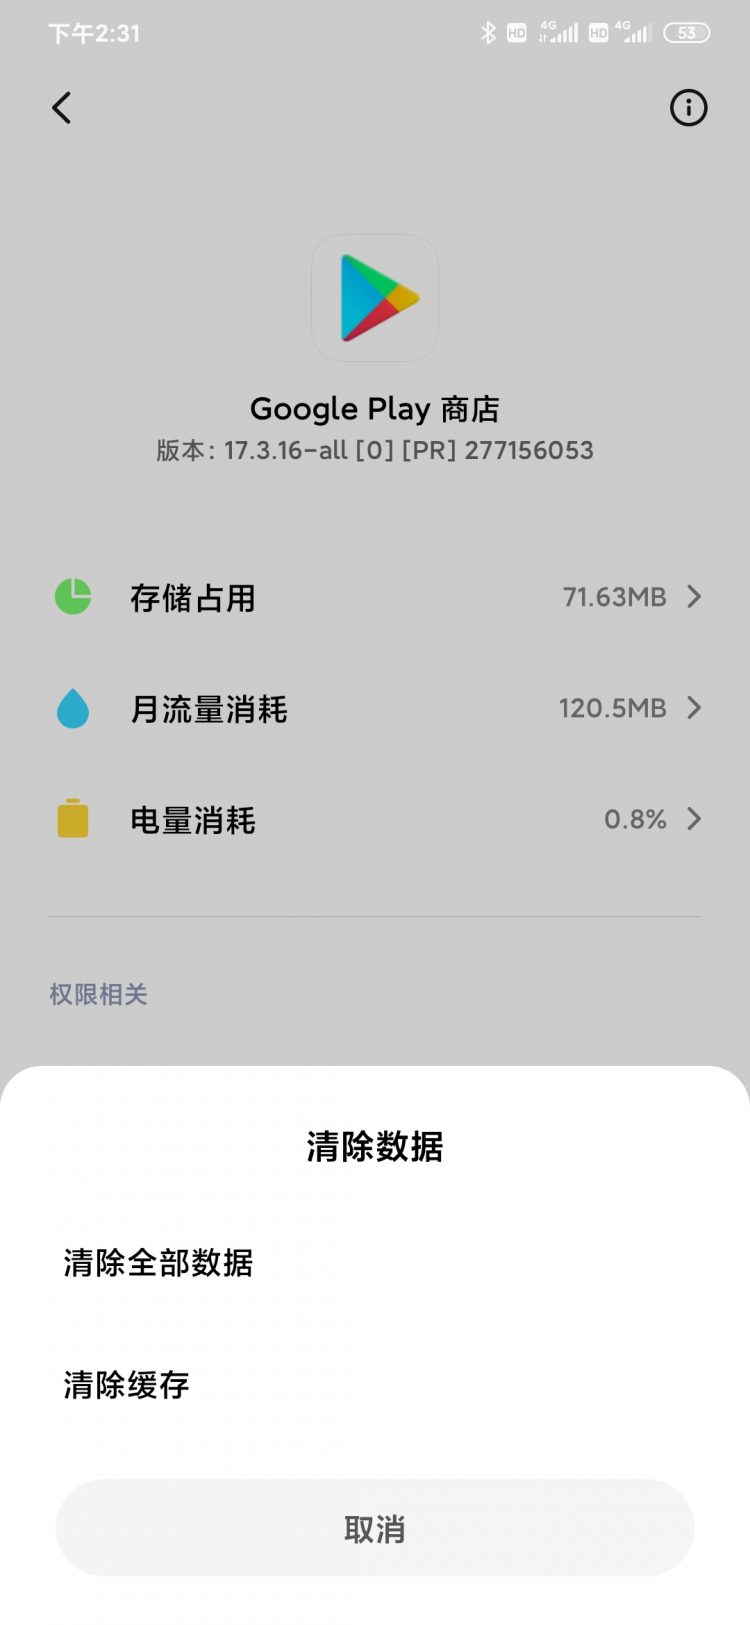 下午2:31 HD 4G HD 4G 53
Google Play 商店
版本: 17.3.16-all [0] [PR] 277156053
存储占用 71.63MB
月流量消耗 120.5MB
电量消耗 0.8%
权限相关
清除数据
清除全部数据
清除缓存
取消